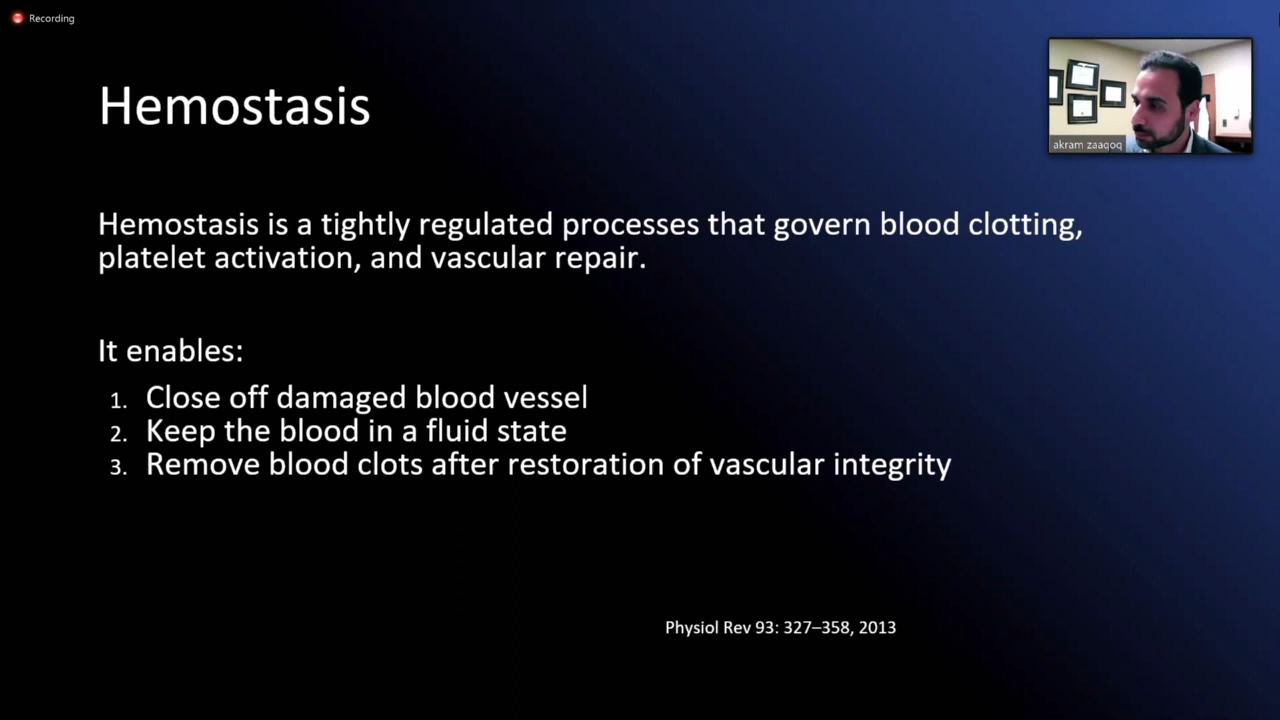 Recording
Hemostasis
akram zaaqoq
Hemostasis is a tightly regulated processes that govern blood clotting,
platelet activation, and vascular repair.
It enables:
1. Close off damaged blood vessel
2. Keep the blood in a fluid state
3. Remove blood clots after restoration of vascular integrity
Physiol Rev 93: 327–358, 2013